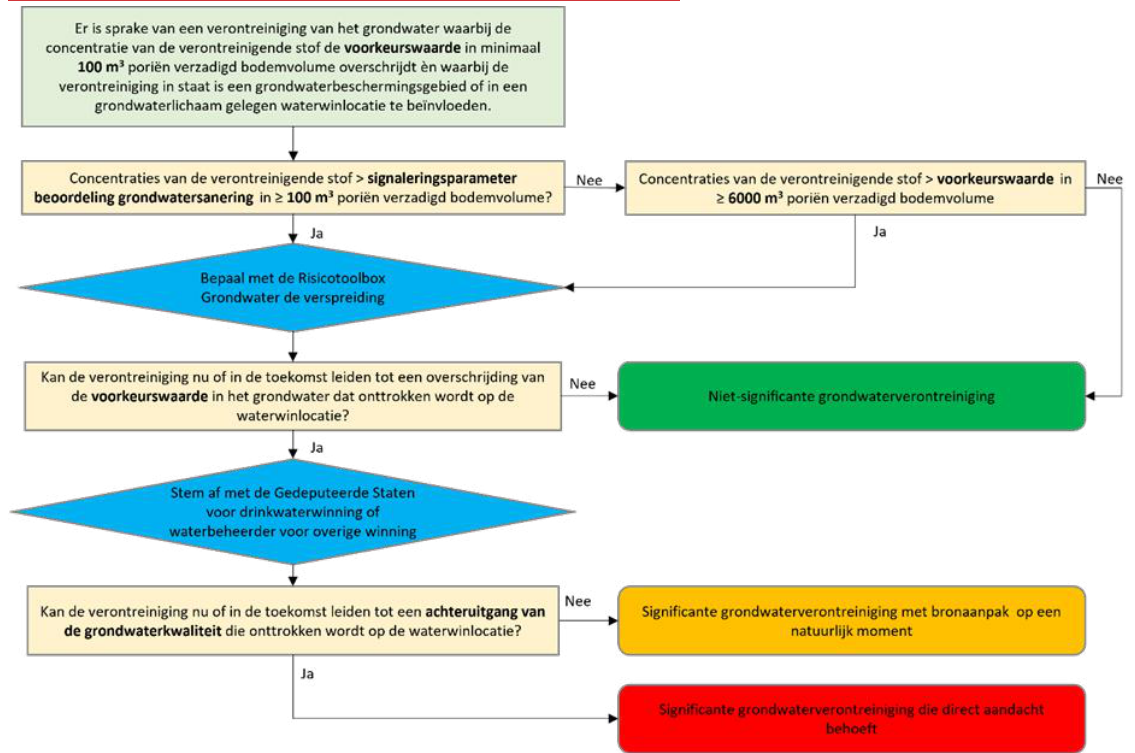 Er is sprake van een verontreiniging van het grondwater waarbij de
concentratie van de verontreinigende stof de voorkeurswaarde in minimaal
100 m³ poriën verzadigd bodemvolume overschrijdt èn waarbij de
verontreiniging in staat is een grondwaterbeschermingsgebied of in een
grondwaterlichaam gelegen waterwinlocatie te beïnvloeden.
Concentraties van de verontreinigende stof > signaleringsparameter
beoordeling grondwatersanering in ≥ 100 m³ poriën verzadigd bodemvolume?
Nee
Concentraties van de verontreinigende stof > voorkeurswaarde in
≥ 6000 m³ poriën verzadigd bodemvolume
Nee
Ja
Ja
Bepaal met de Risicotoolbox
Grondwater de verspreiding
Kan de verontreiniging nu of in de toekomst leiden tot een overschrijding van
de voorkeurswaarde in het grondwater dat onttrokken wordt op de
waterwinlocatie?
Nee
Niet-significante grondwaterverontreiniging
Ja
Stem af met de Gedeputeerde Staten
voor drinkwaterwinning of
waterbeheerder voor overige winning
Kan de verontreiniging nu of in de toekomst leiden tot een achteruitgang van
de grondwaterkwaliteit die onttrokken wordt op de waterwinlocatie?
Nee
Significante grondwaterverontreiniging met bronaanpak op een
natuurlijk moment
Ja
Significante grondwaterverontreiniging die direct aandacht
behoeft